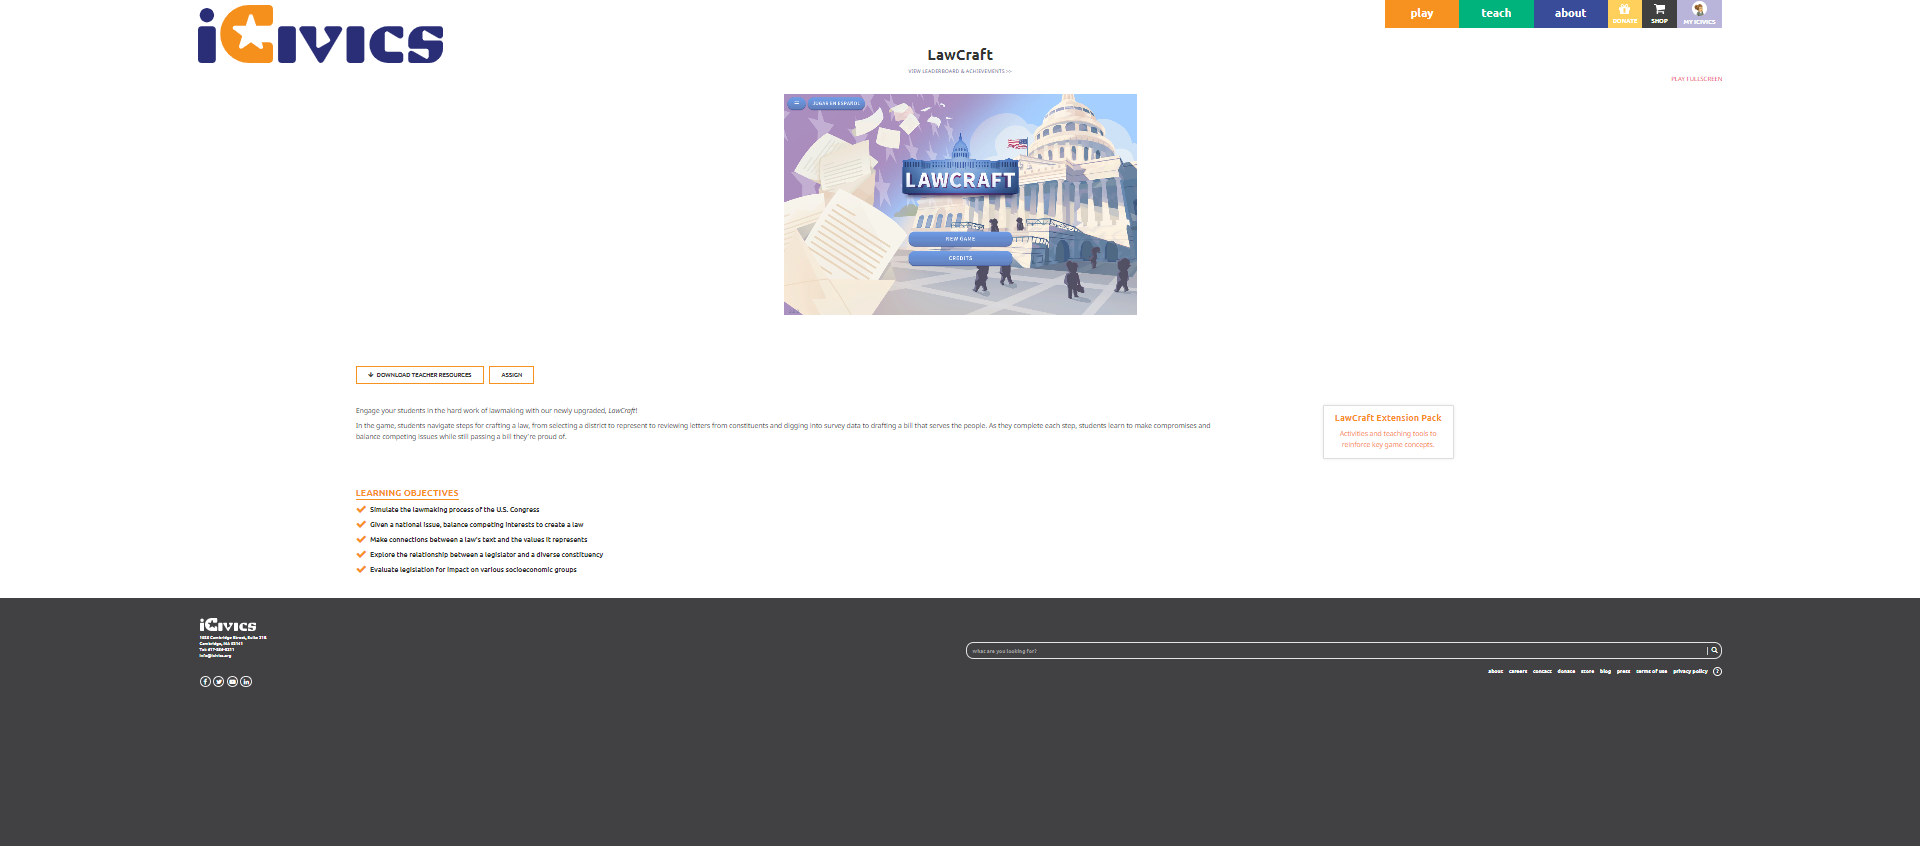 iCivics
play
teach
about
DONATE
SHOP
MY ICIVICS
LawCraft
VIEW LEADERBOARD & ACHIEVEMENTS >>
PLAY FULLSCREEN
JUGAR EN ESPAÑOL
LAWCRAFT
NEW GAME
CREDITS
DOWNLOAD TEACHER RESOURCES
ASSIGN
Engage your students in the hard work of lawmaking with our newly upgraded, LawCraft!
In the game, students navigate steps for crafting a law, from selecting a district to represent to reviewing letters from constituents and digging into survey data to drafting a bill that serves the people. As they complete each step, students learn to make compromises and
balance competing issues while still passing a bill they're proud of.
LawCraft Extension Pack
Activities and teaching tools to
reinforce key game concepts.
LEARNING OBJECTIVES
Simulate the lawmaking process of the U.S. Congress
Given a national issue, balance competing interests to create a law
Make connections between a law's text and the values it represents
Explore the relationship between a legislator and a diverse constituency
Evaluate legislation for impact on various socioeconomic groups
iCivics
Cambridge Street, Suite
Cambridge, MA
info@icivics.org
what are you looking for?
about careers contact donate store blog press terms of use privacy policy ?